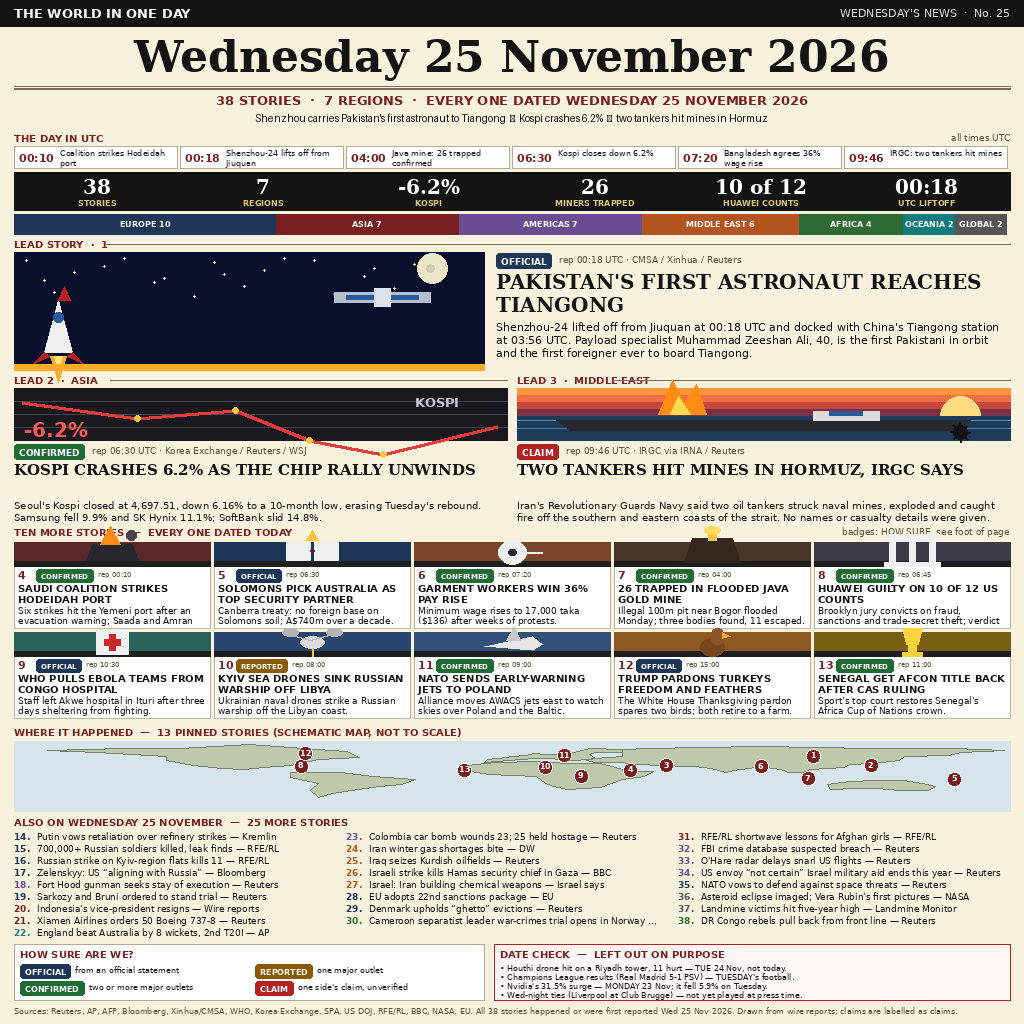 THE WORLD IN ONE DAY
WEDNESDAY'S NEWS · No. 25
Wednesday 25 November 2026
38 STORIES · 7 REGIONS · EVERY ONE DATED WEDNESDAY 25 NOVEMBER 2026
Shenzhou carries Pakistan's first astronaut to Tiangong ▯ Kospi crashes 6.2% ▯ two tankers hit mines in Hormuz
THE DAY IN UTC
all times UTC
00:10 Coalition strikes Hodeidah port
00:18 Shenzhou-24 lifts off from Jiuquan
04:00 Java mine: 26 trapped confirmed
06:30 Kospi closes down 6.2%
07:20 Bangladesh agrees 36% wage rise
09:46 IRGC: two tankers hit mines
38
STORIES
7
REGIONS
-6.2%
KOSPI
26
MINERS TRAPPED
10 of 12
HUAWEI COUNTS
00:18
UTC LIFTOFF
EUROPE 10
ASIA 7
AMERICAS 7
MIDDLE EAST 6
AFRICA 4
OCEANIA 2
GLOBAL 2
LEAD STORY · 1
OFFICIAL rep 00:18 UTC · CMSA / Xinhua / Reuters
PAKISTAN'S FIRST ASTRONAUT REACHES
TIANGONG
Shenzhou-24 lifted off from Jiuquan at 00:18 UTC and docked with China's Tiangong station
at 03:56 UTC. Payload specialist Muhammad Zeeshan Ali, 40, is the first Pakistani in orbit
and the first foreigner ever to board Tiangong.
LEAD 2 · ASIA
KOSPI
-6.2%
CONFIRMED rep 06:30 UTC · Korea Exchange / Reuters / WSJ
KOSPI CRASHES 6.2% AS THE CHIP RALLY UNWINDS
Seoul's Kospi closed at 4,697.51, down 6.16% to a 10-month low, erasing Tuesday's rebound.
Samsung fell 9.9% and SK Hynix 11.1%; SoftBank slid 14.8%.
LEAD 3 · MIDDLE EAST
CLAIM rep 09:46 UTC · IRGC via IRNA / Reuters
TWO TANKERS HIT MINES IN HORMUZ, IRGC SAYS
Iran's Revolutionary Guards Navy said two oil tankers struck naval mines, exploded and caught
fire off the southern and eastern coasts of the strait. No names or casualty details were given.
TEN MORE STORIES — EVERY ONE DATED TODAY
badges: HOW SURE, see foot of page
4 CONFIRMED rep 00:10
SAUDI COALITION STRIKES
HODEIDAH PORT
Six strikes hit the Yemeni port after an
evacuation warning; Saada and Amran
5 OFFICIAL rep 06:30
SOLOMONS PICK AUSTRALIA AS
TOP SECURITY PARTNER
Canberra treaty: no foreign base on
Solomons soil; A$740m over a decade.
6 CONFIRMED rep 07:20
GARMENT WORKERS WIN 36%
PAY RISE
Minimum wage rises to 17,000 taka
($136) after weeks of protests.
7 CONFIRMED rep 04:00
26 TRAPPED IN FLOODED JAVA
GOLD MINE
Illegal 100m pit near Bogor flooded
Monday; three bodies found, 11 escaped.
8 CONFIRMED rep 06:45
HUAWEI GUILTY ON 10 OF 12 US
COUNTS
Brooklyn jury convicts on fraud,
sanctions and trade-secret theft; verdict
9 OFFICIAL rep 10:30
WHO PULLS EBOLA TEAMS FROM
CONGO HOSPITAL
Staff left Akwe hospital in Ituri after three
days sheltering from fighting.
10 REPORTED rep 08:00
KYIV SEA DRONES SINK RUSSIAN
WARSHIP OFF LIBYA
Ukrainian naval drones strike a Russian
warship off the Libyan coast.
11 CONFIRMED rep 09:00
NATO SENDS EARLY-WARNING
JETS TO POLAND
Alliance moves AWACS jets east to watch
skies over Poland and the Baltic.
12 OFFICIAL rep 15:00
TRUMP PARDONS TURKEYS
FREEDOM AND FEATHERS
The White House Thanksgiving pardon
spares two birds; both retire to a farm.
13 CONFIRMED rep 11:00
SENEGAL GET AFCON TITLE BACK
AFTER CAS RULING
Sport's top court restores Senegal's
Africa Cup of Nations crown.
WHERE IT HAPPENED — 13 PINNED STORIES (SCHEMATIC MAP, NOT TO SCALE)
12
8
13
11
10
9
4
3
6
1
7
2
5
ALSO ON WEDNESDAY 25 NOVEMBER — 25 MORE STORIES
14. Putin vows retaliation over refinery strikes — Kremlin
15. 700,000+ Russian soldiers killed, leak finds — RFE/RL
16. Russian strike on Kyiv-region flats kills 11 — RFE/RL
17. Zelenskyy: US “aligning with Russia” — Bloomberg
18. Fort Hood gunman seeks stay of execution — Reuters
19. Sarkozy and Bruni ordered to stand trial — Reuters
20. Indonesia's vice-president resigns — Wire reports
21. Xiamen Airlines orders 50 Boeing 737-8 — Reuters
22. England beat Australia by 8 wickets, 2nd T20I — AP
23. Colombia car bomb wounds 23; 25 held hostage — Reuters
24. Iran winter gas shortages bite — DW
25. Iraq seizes Kurdish oilfields — Reuters
26. Israeli strike kills Hamas security chief in Gaza — BBC
27. Israel: Iran building chemical weapons — Israel says
28. EU adopts 22nd sanctions package — EU
29. Denmark upholds “ghetto” evictions — Reuters
30. Cameroon separatist leader war-crimes trial opens in Norway ...
31. RFE/RL shortwave lessons for Afghan girls — RFE/RL
32. FBI crime database suspected breach — Reuters
33. O'Hare radar delays snarl US flights — Reuters
34. US envoy “not certain” Israel military aid ends this year — Reuters
35. NATO vows to defend against space threats — Reuters
36. Asteroid eclipse imaged; Vera Rubin's first pictures — NASA
37. Landmine victims hit five-year high — Landmine Monitor
38. DR Congo rebels pull back from front line — Reuters
HOW SURE ARE WE?
OFFICIAL from an official statement
REPORTED one major outlet
CONFIRMED two or more major outlets
CLAIM one side's claim, unverified
DATE CHECK — LEFT OUT ON PURPOSE
• Houthi drone hit on a Riyadh tower, 11 hurt — TUE 24 Nov, not today.
• Champions League results (Real Madrid 5-1 PSV) — TUESDAY's football.
• Nvidia's 31.5% surge — MONDAY 23 Nov; it fell 5.9% on Tuesday.
• Wed-night ties (Liverpool at Club Brugge) — not yet played at press time.
Sources: Reuters, AP, AFP, Bloomberg, Xinhua/CMSA, WHO, Korea Exchange, SPA, US DOJ, RFE/RL, BBC, NASA, EU. All 38 stories happened or were first reported Wed 25 Nov 2026. Drawn from wire reports; claims are labelled as claims.